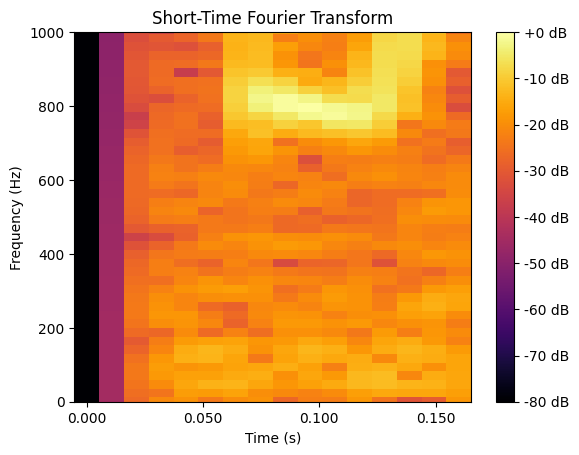 Short-Time Fourier Transform
Frequency (Hz)
1000
800
600
400
200
0
0.000
0.050
0.100
0.150
Time (s)
+0 dB
-10 dB
-20 dB
-30 dB
-40 dB
-50 dB
-60 dB
-70 dB
-80 dB